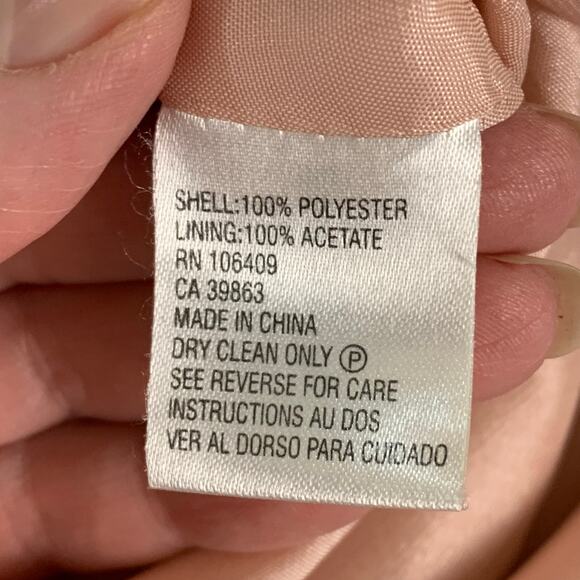 SHELL:100% POLYESTER
LINING:100% ACETATE
RN 106409
CA 39863
MADE IN CHINA
DRY CLEAN ONLY Ⓟ
SEE REVERSE FOR CARE
INSTRUCTIONS AU DOS
VER AL DORSO PARA CUIDADO